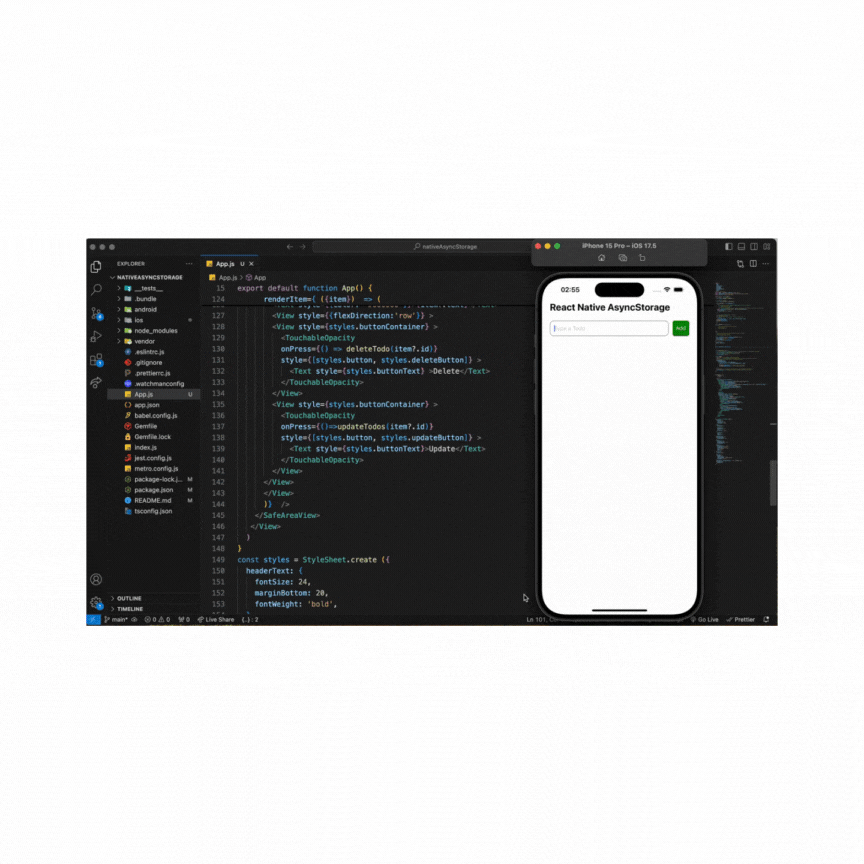 nativeAsyncStorage
iPhone 15 Pro – iOS 17.5
EXPLORER
NATIVEASYNCSTORAGE
__tests__
.bundle
android
ios
node_modules
vendor
.eslintrc.js
.gitignore
.prettierrc.js
.watchmanconfig
App.js U
app.json
babel.config.js
Gemfile
Gemfile.lock
index.js
jest.config.js
metro.config.js
package-lock.j... M
package.json M
README.md M
tsconfig.json
OUTLINE
TIMELINE
App.js U
App.js > App
15 export default function App() {
124 renderItem={ ({item}) => (
127 <View style={{flexDirection:'row'}} >
128 <View style={styles.buttonContainer} >
129 <TouchableOpacity
130 onPress={() => deleteTodo(item?.id)}
131 style={[styles.button, styles.deleteButton]} >
132 <Text style={styles.buttonText} >Delete</Text>
133 </TouchableOpacity>
134 </View>
135 <View style={styles.buttonContainer} >
136 <TouchableOpacity
137 onPress={()=>updateTodos(item?.id)}
138 style={[styles.button, styles.updateButton]} >
139 <Text style={styles.buttonText}>Update</Text>
140 </TouchableOpacity>
141 </View>
142 </View>
143 </View>
144 )} />
145 </SafeAreaView>
146 </View>
147 )
148 }
149 const styles = StyleSheet.create ({
150 headerText: {
151 fontSize: 24,
152 marginBottom: 20,
153 fontWeight: 'bold',
02:55
React Native AsyncStorage
Type a Todo
Add
main* 0 0 0 Live Share {..} : 2 Ln 101, Go Live Prettier